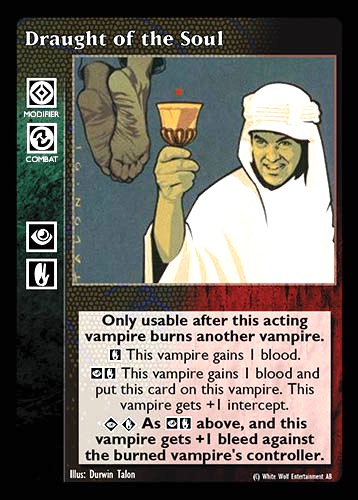 Draught of the Soul
MODIFIER
COMBAT
TALON.01
Only usable after this acting
vampire burns another vampire.
This vampire gains 1 blood.
This vampire gains 1 blood and
put this card on this vampire. This
vampire gets +1 intercept.
As above, and this
vampire gets +1 bleed against
the burned vampire's controller.
Illus: Durwin Talon
(C) White Wolf Entertainment AB